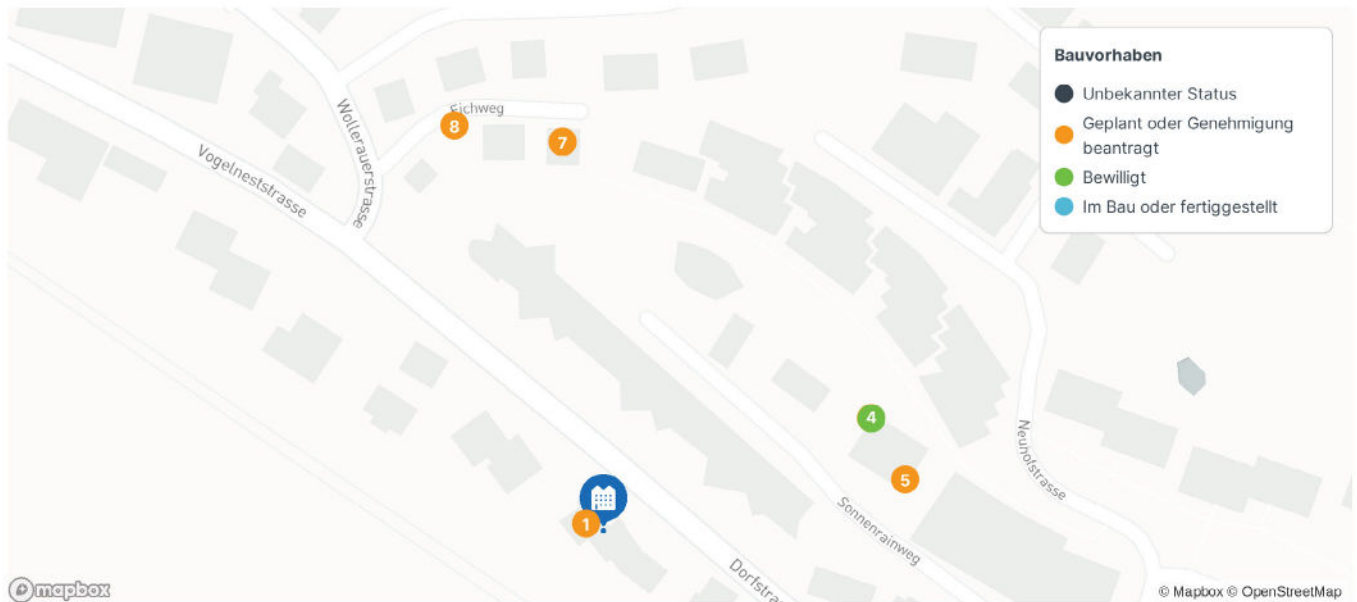 Bauvorhaben
Unbekannter Status
Geplant oder Genehmigung
beantragt
Bewilligt
Im Bau oder fertiggestellt
Eichweg
8
7
Wollerauerstrasse
Vogelneststrasse
4
5
1
Neuhofstrasse
Sonnenrainweg
Dorfstra
mapbox
© Mapbox © OpenStreetMap